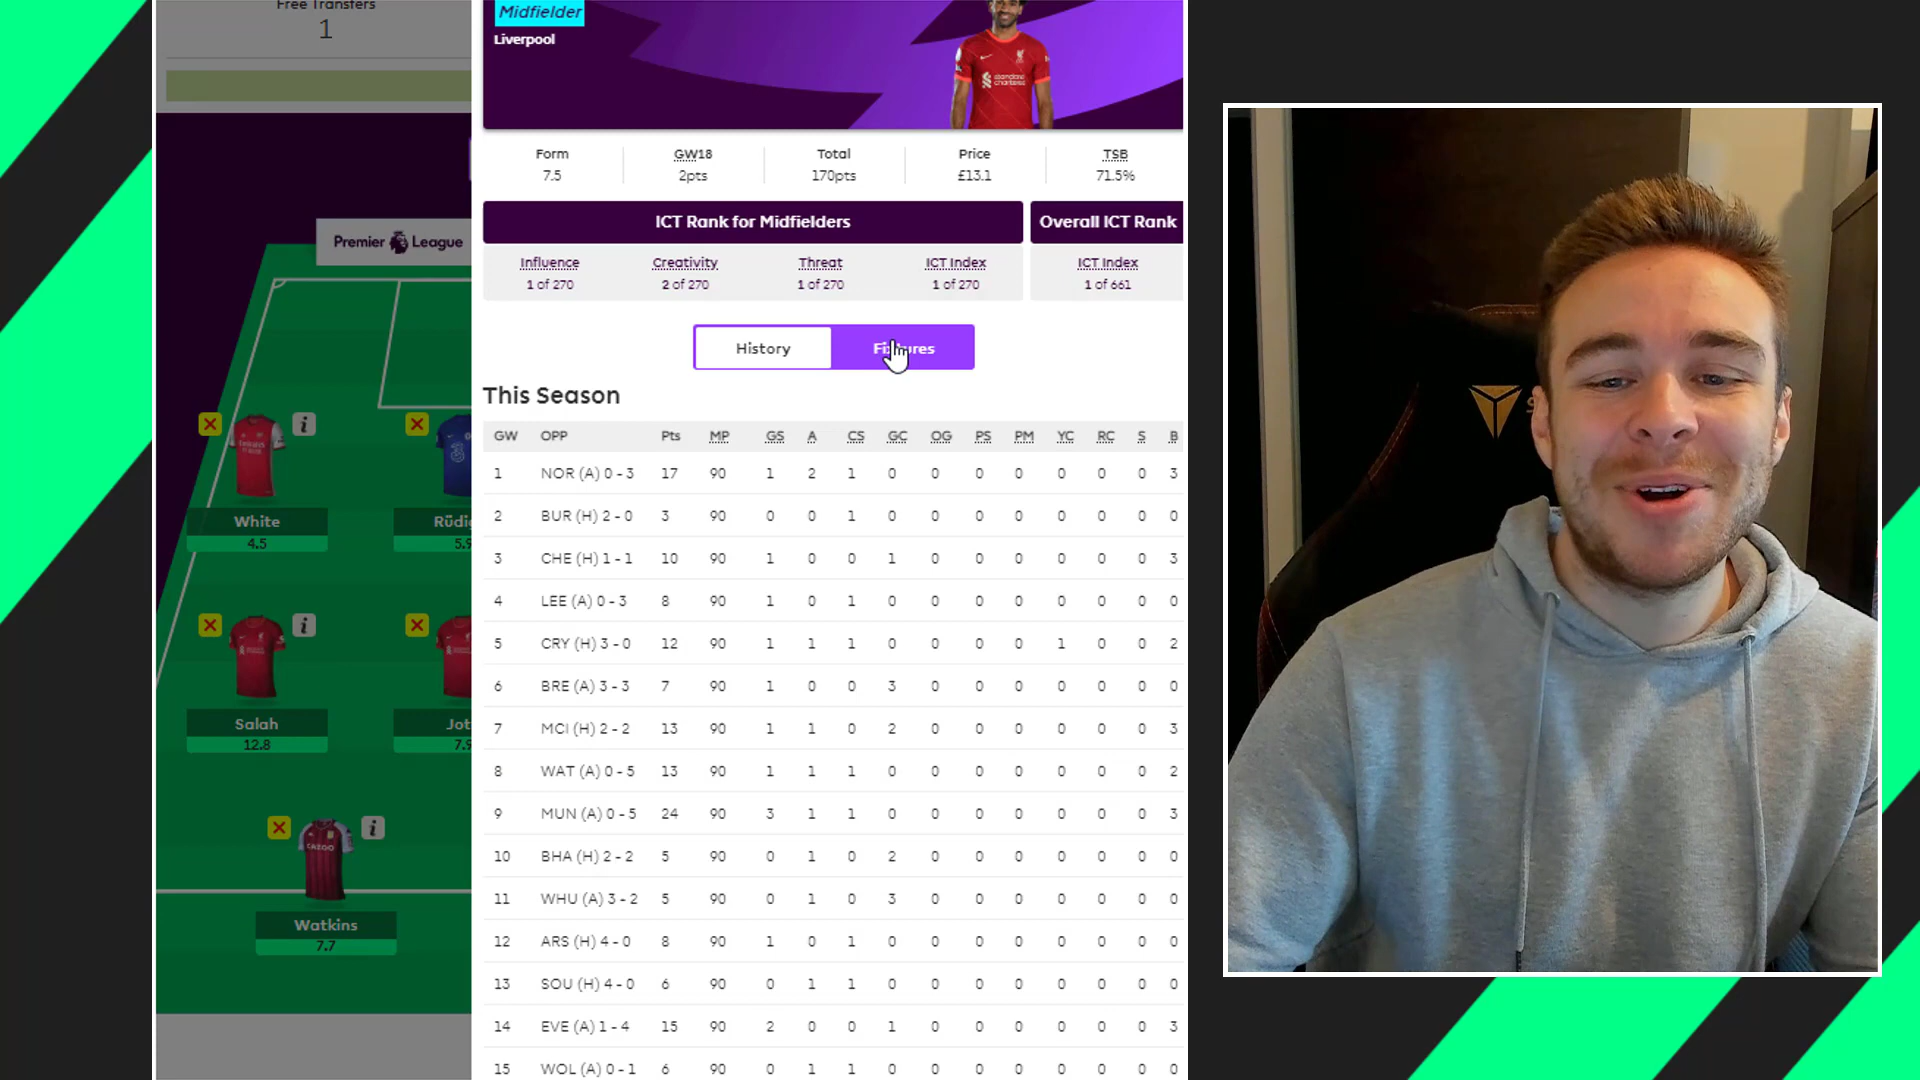 Free Transfers
1
Premier League
White
4.5
Rüdi
5.9
Salah
12.8
Jot
7.9
CAZOO
Watkins
7.7
Midfielder
Liverpool
Form
7.5
GW18
2pts
Total
170pts
Price
£13.1
TSB
71.5%
ICT Rank for Midfielders
Overall ICT Rank
Influence
1 of 270
Creativity
2 of 270
Threat
1 of 270
ICT Index
1 of 270
ICT Index
1 of 661
History
This Season
GW OPP Pts MP GS A CS GC OG PS PM YC RC S B
1 NOR (A) 0 - 3 17 90 1 2 1 0 0 0 0 0 0 0 3
2 BUR (H) 2 - 0 3 90 0 0 1 0 0 0 0 0 0 0 0
3 CHE (H) 1 - 1 10 90 1 0 0 1 0 0 0 0 0 0 3
4 LEE (A) 0 - 3 8 90 1 0 1 0 0 0 0 0 0 0 0
5 CRY (H) 3 - 0 12 90 1 1 1 0 0 0 0 1 0 0 2
6 BRE (A) 3 - 3 7 90 1 0 0 3 0 0 0 0 0 0 0
7 MCI (H) 2 - 2 13 90 1 1 0 2 0 0 0 0 0 0 3
8 WAT (A) 0 - 5 13 90 1 1 1 0 0 0 0 0 0 0 2
9 MUN (A) 0 - 5 24 90 3 1 1 0 0 0 0 0 0 0 3
10 BHA (H) 2 - 2 5 90 0 1 0 2 0 0 0 0 0 0 0
11 WHU (A) 3 - 2 5 90 0 1 0 3 0 0 0 0 0 0 0
12 ARS (H) 4 - 0 8 90 1 0 1 0 0 0 0 0 0 0 0
13 SOU (H) 4 - 0 6 90 0 1 1 0 0 0 0 0 0 0 0
14 EVE (A) 1 - 4 15 90 2 0 0 1 0 0 0 0 0 0 3
15 WOL (A) 0 - 1 6 90 0 1 1 0 0 0 0 0 0 0 0